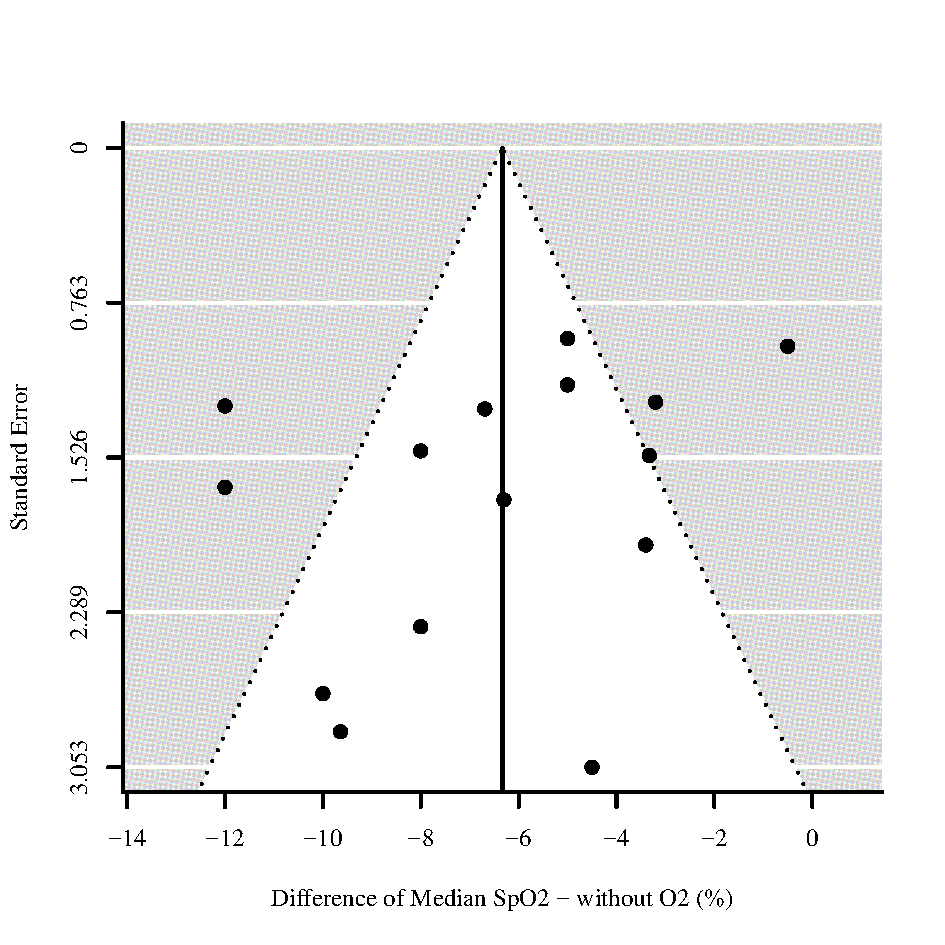 0
0.763
1.526
2.289
3.053
Standard Error
−14 −12 −10 −8 −6 −4 −2 0
Difference of Median SpO2 − without O2 (%)